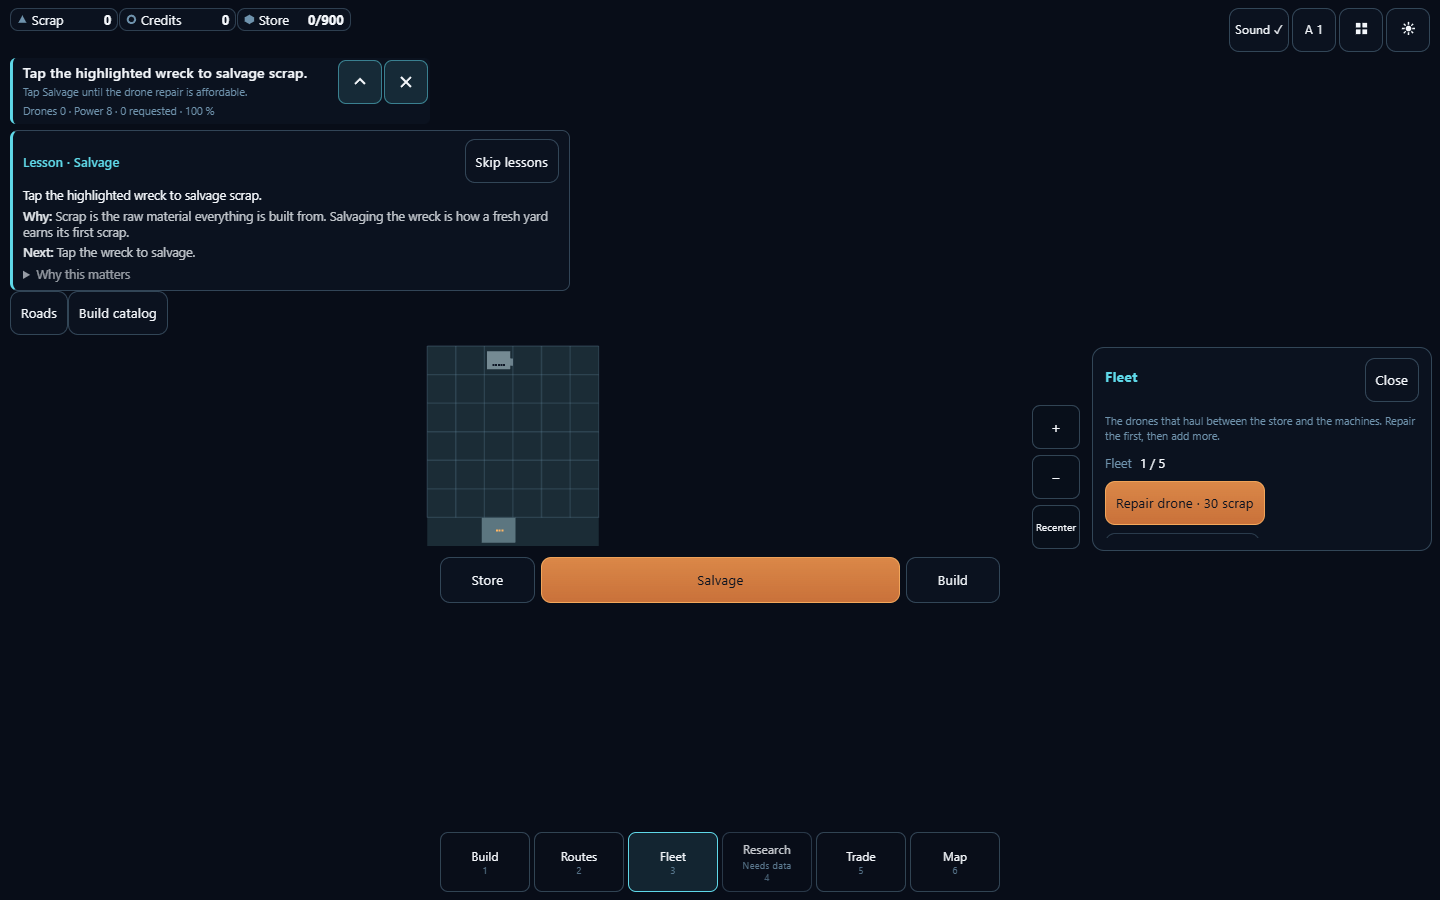 Scrap 0 Credits 0 Store 0/900
Sound ✓ A 1
Tap the highlighted wreck to salvage scrap.
Tap Salvage until the drone repair is affordable.
Drones 0 · Power 8 · 0 requested · 100 %
Lesson · Salvage
Skip lessons
Tap the highlighted wreck to salvage scrap.
Why: Scrap is the raw material everything is built from. Salvaging the wreck is how a fresh yard
earns its first scrap.
Next: Tap the wreck to salvage.
Why this matters
Roads Build catalog
Fleet
Close
The drones that haul between the store and the machines. Repair
the first, then add more.
Fleet 1 / 5
Repair drone · 30 scrap
+
−
Recenter
Store Salvage Build
Build
1
Routes
2
Fleet
3
Research
Needs data
4
Trade
5
Map
6